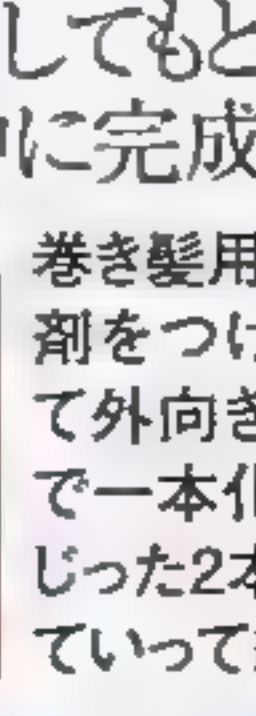 してもと
に完成
巻き髪用
剤をつけ
て外向き
で一本化
じった2本
ていって